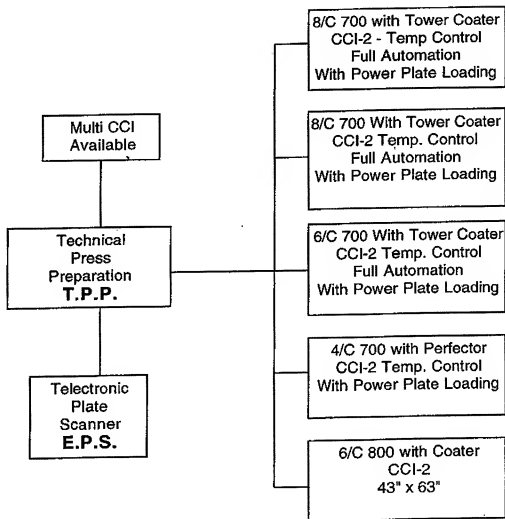 Multi CCI
Available
Technical
Press
Preparation
T.P.P.
Telectronic
Plate
Scanner
E.P.S.
8/C 700 with Tower Coater
CCI-2 - Temp Control
Full Automation
With Power Plate Loading
8/C 700 With Tower Coater
CCI-2 Temp. Control
Full Automation
With Power Plate Loading
6/C 700 With Tower Coater
CCI-2 Temp. Control
Full Automation
With Power Plate Loading
4/C 700 with Perfector
CCI-2 Temp. Control
With Power Plate Loading
6/C 800 with Coater
CCI-2
43" x 63"